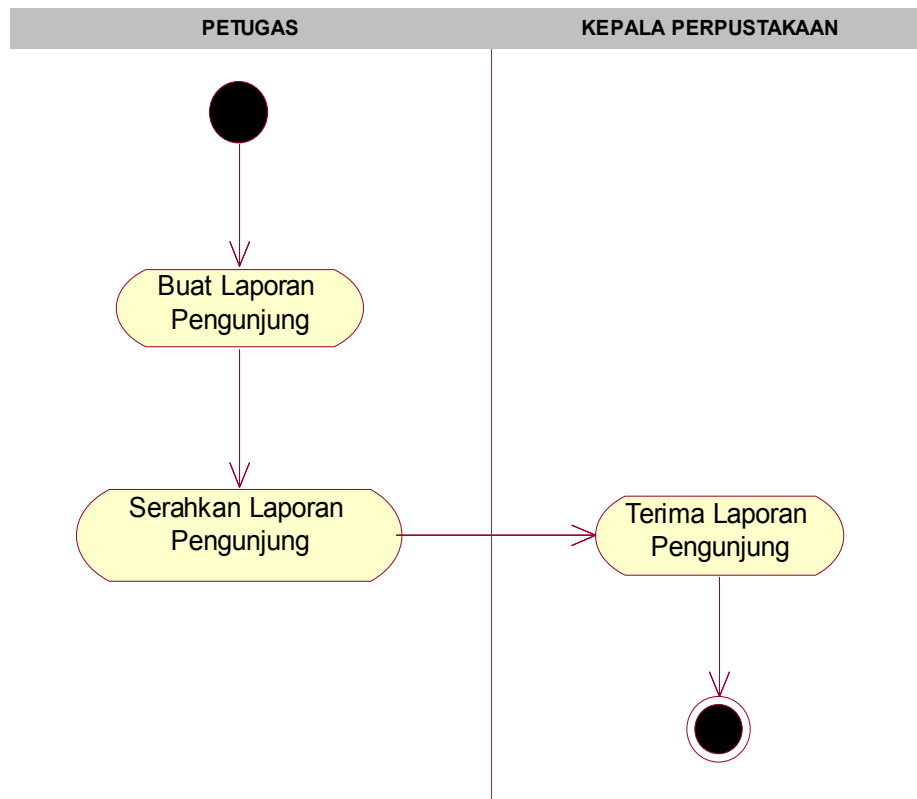 PETUGAS
KEPALA PERPUSTAKAAN
Buat Laporan
Pengunjung
Serahkan Laporan
Pengunjung
Terima Laporan
Pengunjung